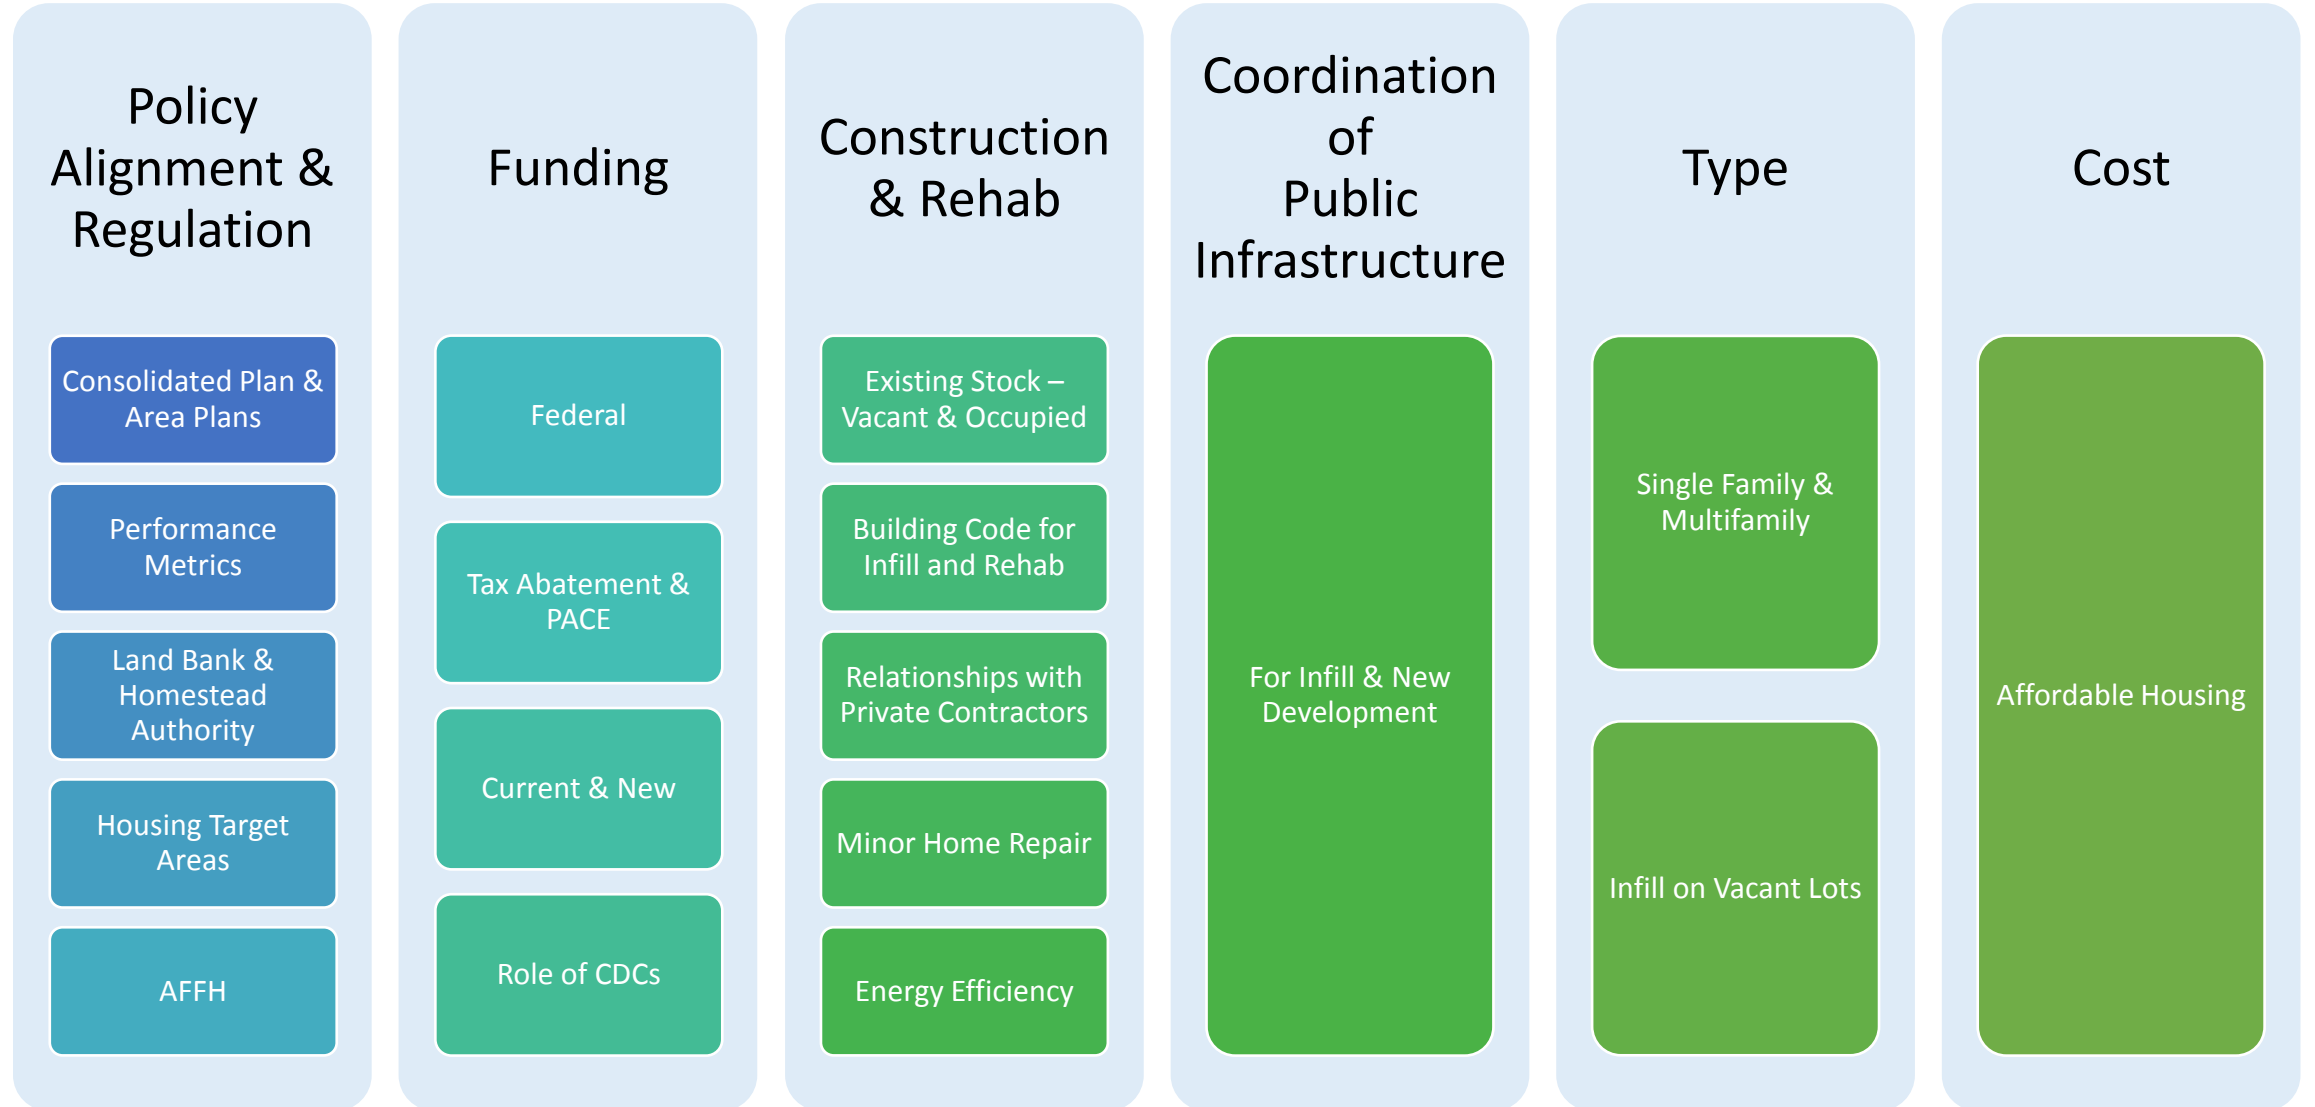 Policy
Alignment &
Regulation
Consolidated Plan &
Area Plans
Performance
Metrics
Land Bank &
Homestead
Authority
Housing Target
Areas
AFFH
Funding
Federal
Tax Abatement &
PACE
Current & New
Role of CDCs
Construction
& Rehab
Existing Stock –
Vacant & Occupied
Building Code for
Infill and Rehab
Relationships with
Private Contractors
Minor Home Repair
Energy Efficiency
Coordination
of
Public
Infrastructure
For Infill & New
Development
Type
Single Family &
Multifamily
Infill on Vacant Lots
Cost
Affordable Housing